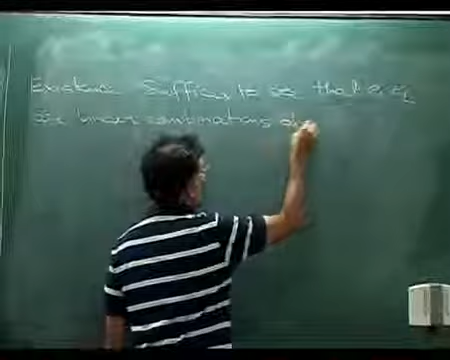 Existence Suffices to see that e, e
are linear combinations of